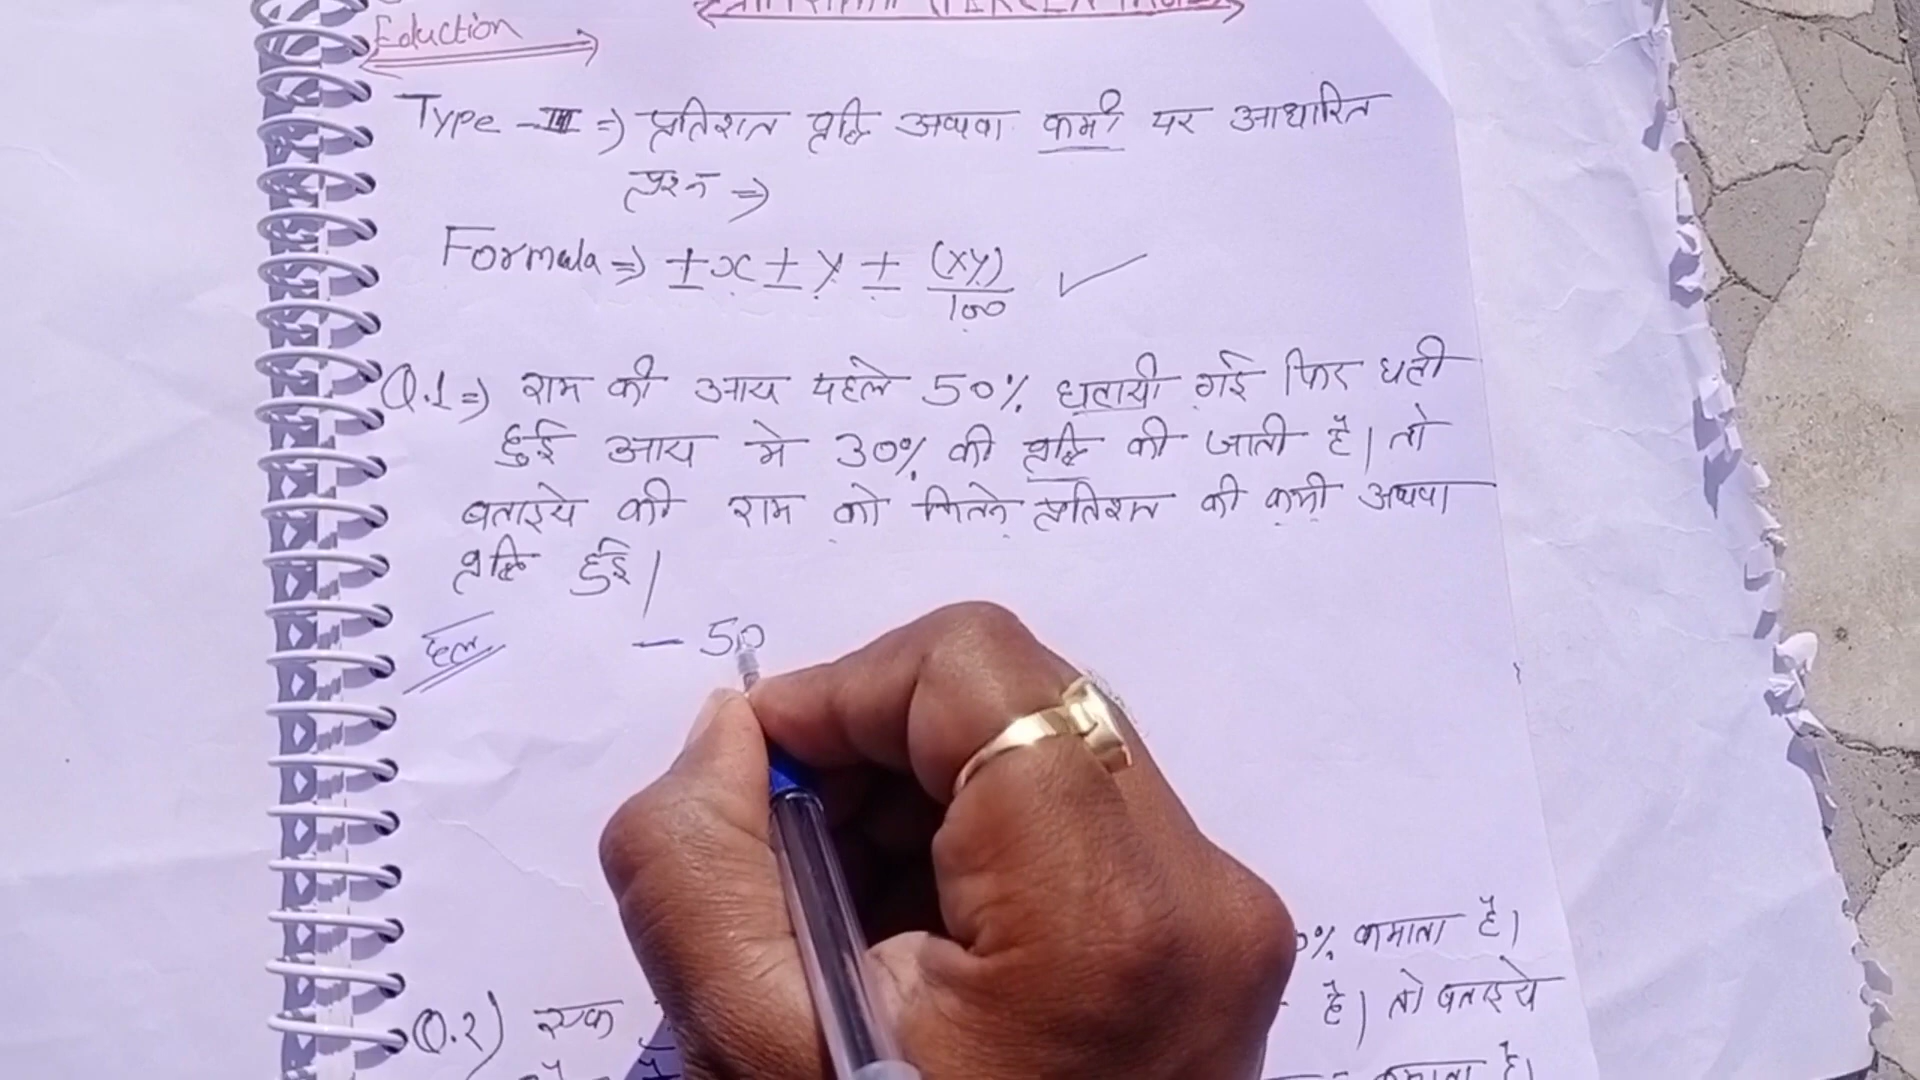 Eduction
Type - III => प्रतिशत वृद्धि अथवा कमी पर आधारित
प्रश्न =>
Formula => ±x ± y ± (xy)/100 ✓
Q.1 => राम की आय पहले 50% घटायी गई फिर घटी
हुई आय मे 30% की वृद्धि की जाती है। तो
बताइये की राम को कितने प्रतिशत की कमी अथवा
वृद्धि हुई।
हल - 50
% कमाता है।
Q.2) एक है। तो बताइये
है।